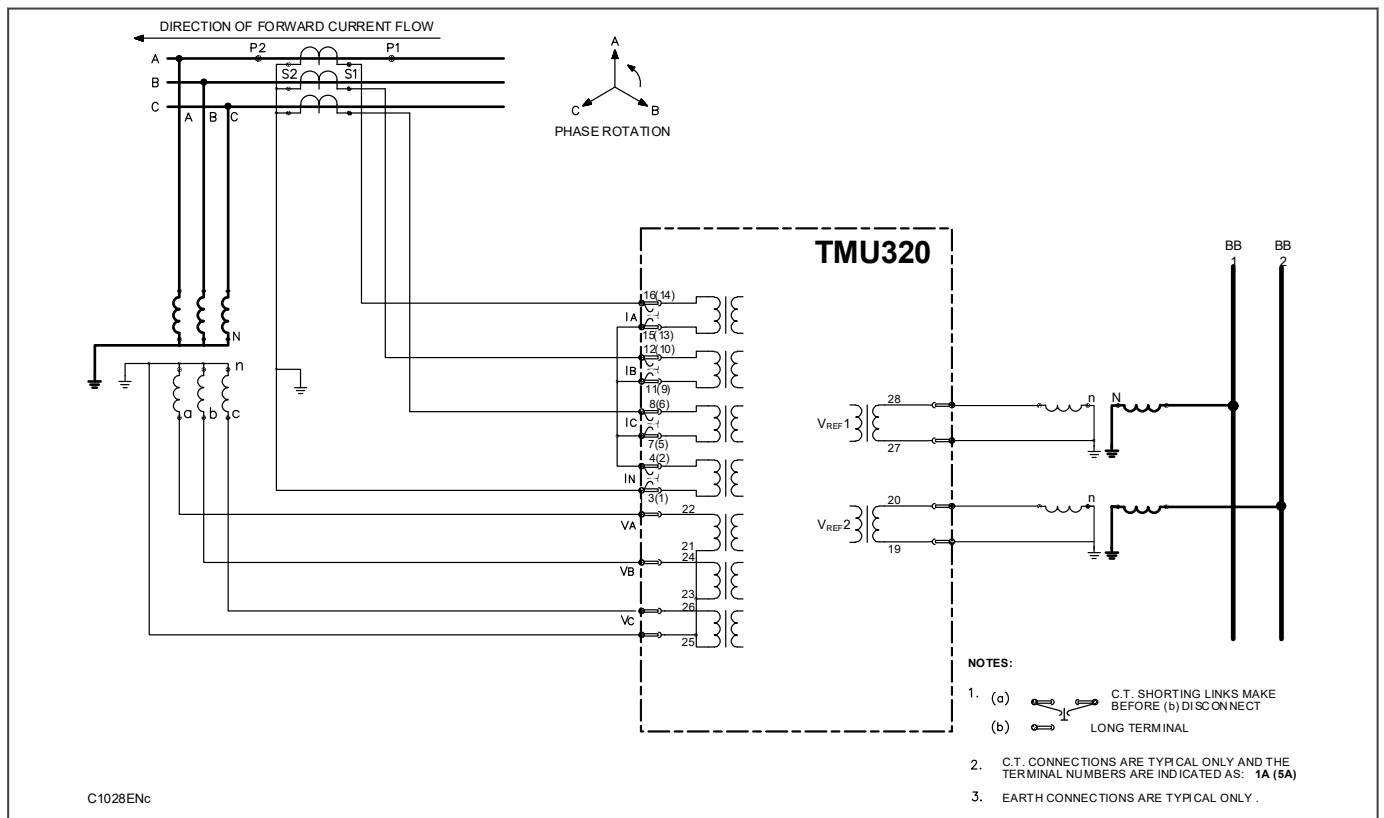 DIRECTION OF FORWARD CURRENT FLOW
P2 P1
A
S2 S1
B
C
A B C
A
C B
PHASE ROTATION
TMU320
BB
1
BB
2
16(14)
IA
15(13)
12(10)
IB
11(9)
8(6)
IC
7(5)
4(2)
IN
3(1)
N
n
a b c
22
VA
21
24
VB
23
26
VC
25
28
VREF1
27
n N
20
VREF2
19
n
NOTES:
1. (a) C.T. SHORTING LINKS MAKE
BEFORE (b) DISCONNECT
(b) LONG TERMINAL
2. C.T. CONNECTIONS ARE TYPICAL ONLY AND THE
TERMINAL NUMBERS ARE INDICATED AS: 1A (5A)
3. EARTH CONNECTIONS ARE TYPICAL ONLY .
C1028ENc